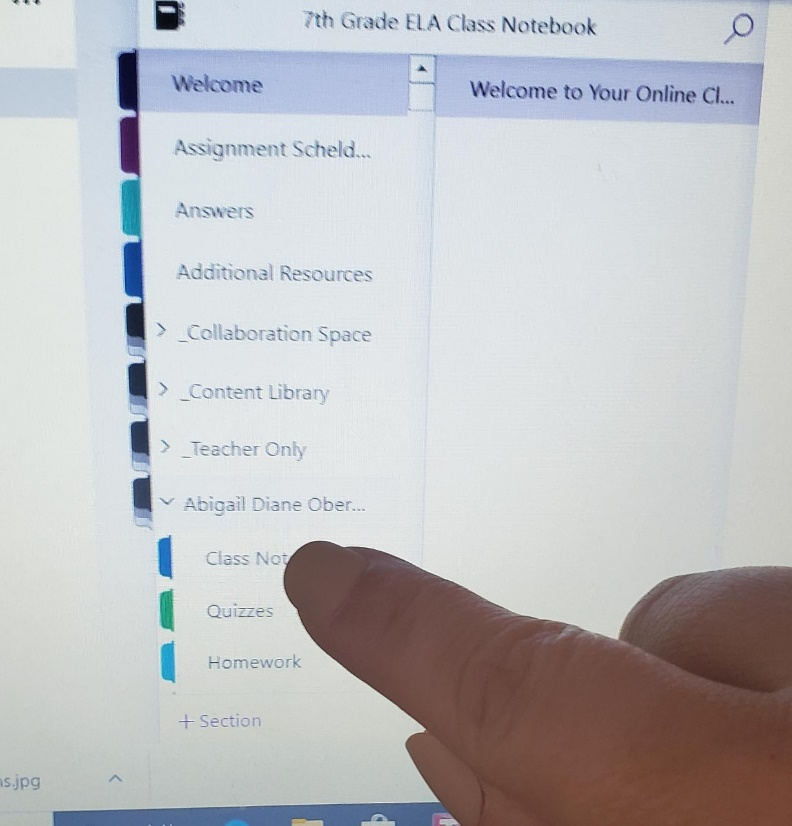 7th Grade ELA Class Notebook
Welcome
Welcome to Your Online Cl...
Assignment Scheld...
Answers
Additional Resources
_Collaboration Space
_Content Library
_Teacher Only
Abigail Diane Ober...
Class Not
Quizzes
Homework
+ Section
s.jpg